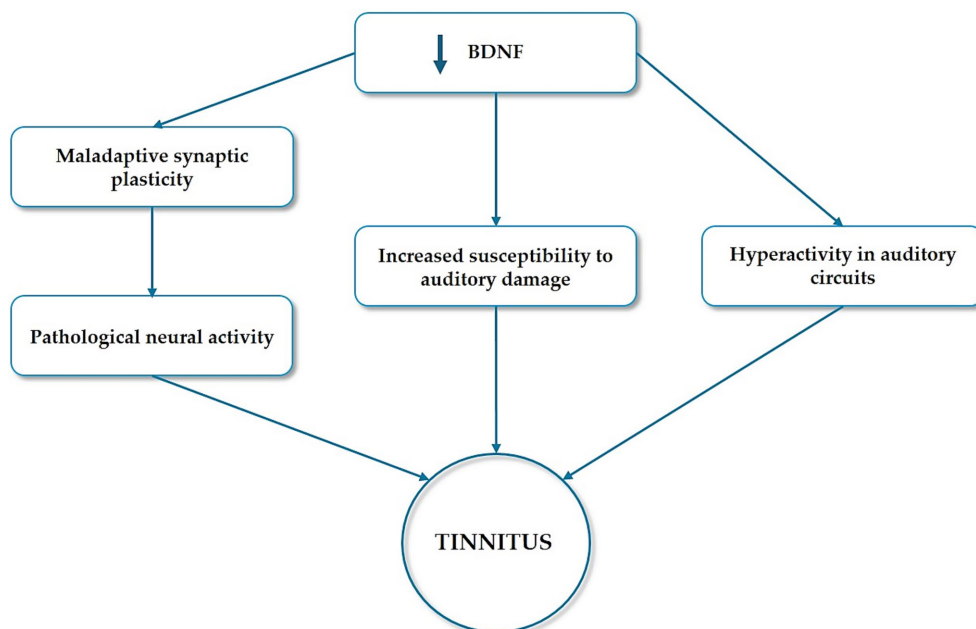 BDNF
Maladaptive synaptic
plasticity
Increased susceptibility to
auditory damage
Hyperactivity in auditory
circuits
Pathological neural activity
TINNITUS